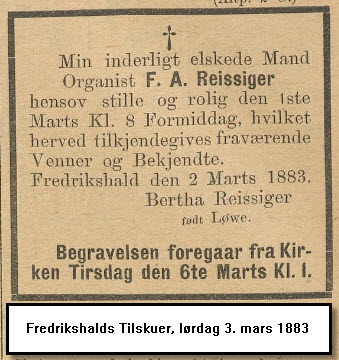 †
Min inderligt elskede Mand
Organist F. A. Reissiger
hensov stille og rolig den 1ste
Marts Kl. 8 Formiddag, hvilket
herved tilkjendegives fraværende
Venner og Bekjendte.
Fredrikshald den 2 Marts 1883.
Bertha Reissiger
født Løwe.
Begravelsen foregaar fra Kir-
ken Tirsdag den 6te Marts Kl. 1.
Fredrikshalds Tilskuer, lørdag 3. mars 1883